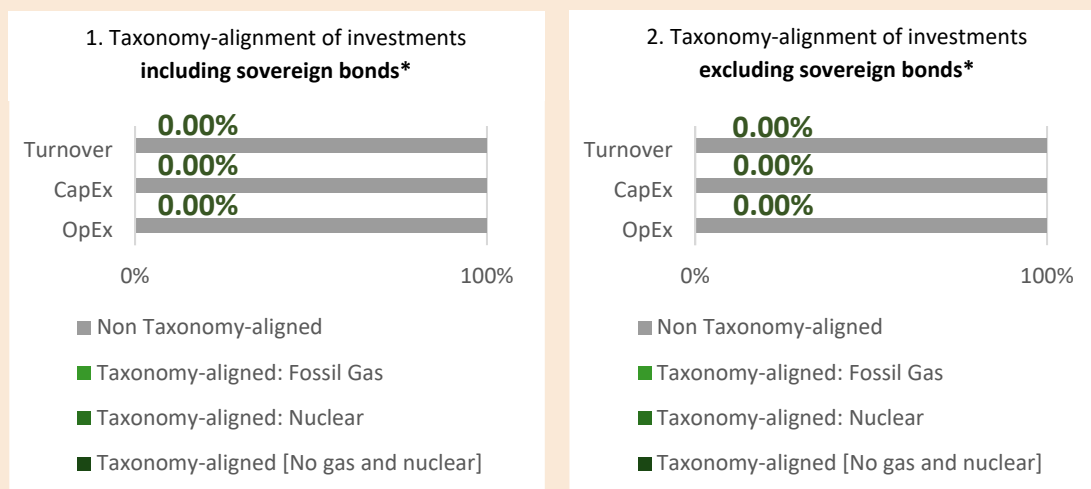 1. Taxonomy-alignment of investments
including sovereign bonds*
0.00%
Turnover
0.00%
CapEx
0.00%
OpEx
0% 100%
Non Taxonomy-aligned
Taxonomy-aligned: Fossil Gas
Taxonomy-aligned: Nuclear
Taxonomy-aligned [No gas and nuclear]
2. Taxonomy-alignment of investments
excluding sovereign bonds*
0.00%
Turnover
0.00%
CapEx
0.00%
OpEx
0% 100%
Non Taxonomy-aligned
Taxonomy-aligned: Fossil Gas
Taxonomy-aligned: Nuclear
Taxonomy-aligned [No gas and nuclear]